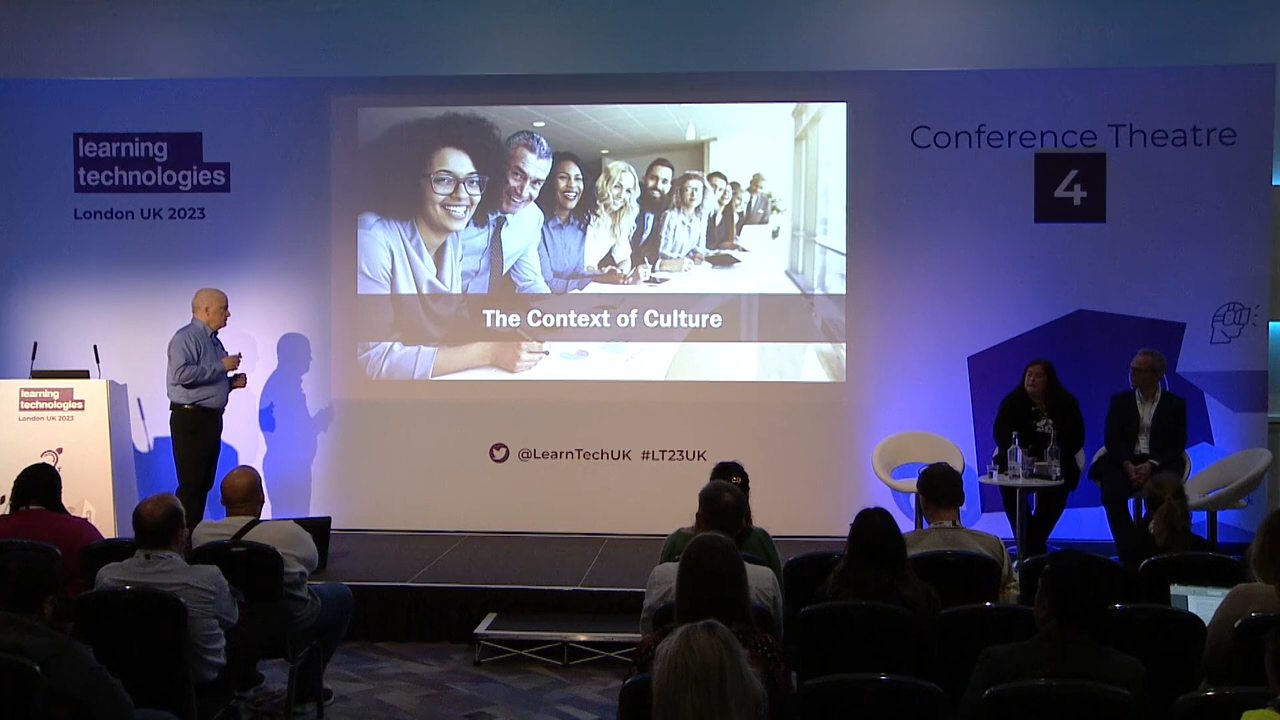 learning
technologies
London UK 2023
Conference Theatre
4
The Context of Culture
@LearnTechUK #LT23UK
learning
technologies
London UK 2023